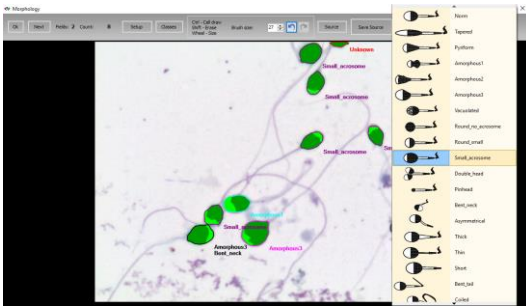 Morphology
Ok
Next
Fields: 2 Count: 8
Setup
Classes
Ctrl - Cell draw
Shift - Erase
Wheel - Size
Brush size:
27
Source
Save Source
Unknown
Small_acrosome
Small_acrosome
Small_acrosome
Small_acrosome
Amorphous3
Bent_neck
Amorphous3
Norm
Tapered
Pyriform
Amorphous1
Amorphous2
Amorphous3
Vacuolated
Round_no_acrosome
Round_small
Small_acrosome
Double_head
Pinhead
Bent_neck
Asymmetrical
Thick
Thin
Short
Bent_tail
Coiled